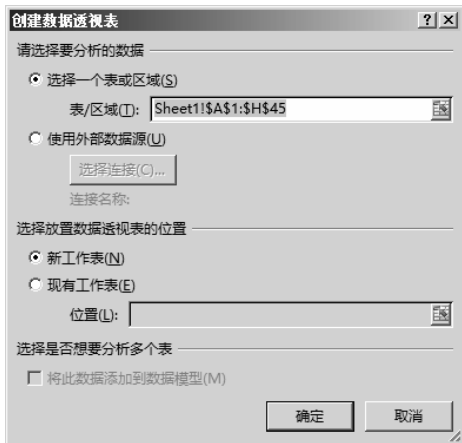 创建数据透视表
请选择要分析的数据
选择一个表或区域(S)
表/区域(T): Sheet1!$A$1:$H$45
使用外部数据源(U)
选择连接(C)...
连接名称:
选择放置数据透视表的位置
新工作表(N)
现有工作表(E)
位置(L):
选择是否想要分析多个表
将此数据添加到数据模型(M)
确定 取消